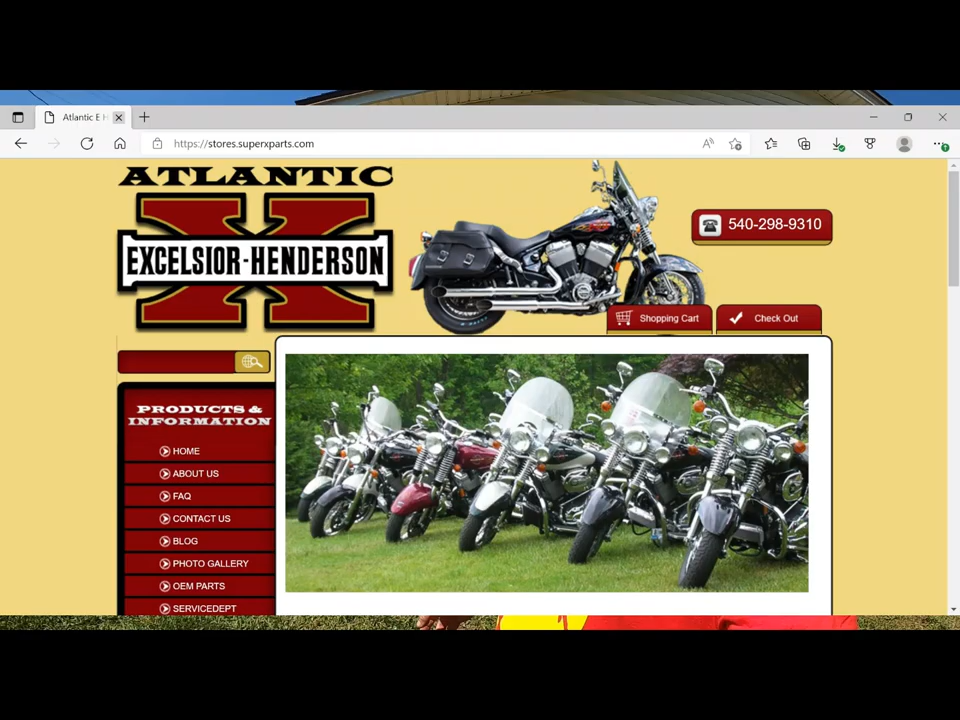 Atlantic E H
https://stores.superxparts.com
ATLANTIC
EXCELSIOR-HENDERSON
540-298-9310
Shopping Cart
Check Out
PRODUCTS &
INFORMATION
HOME
ABOUT US
FAQ
CONTACT US
BLOG
PHOTO GALLERY
OEM PARTS
SERVICEDEPT